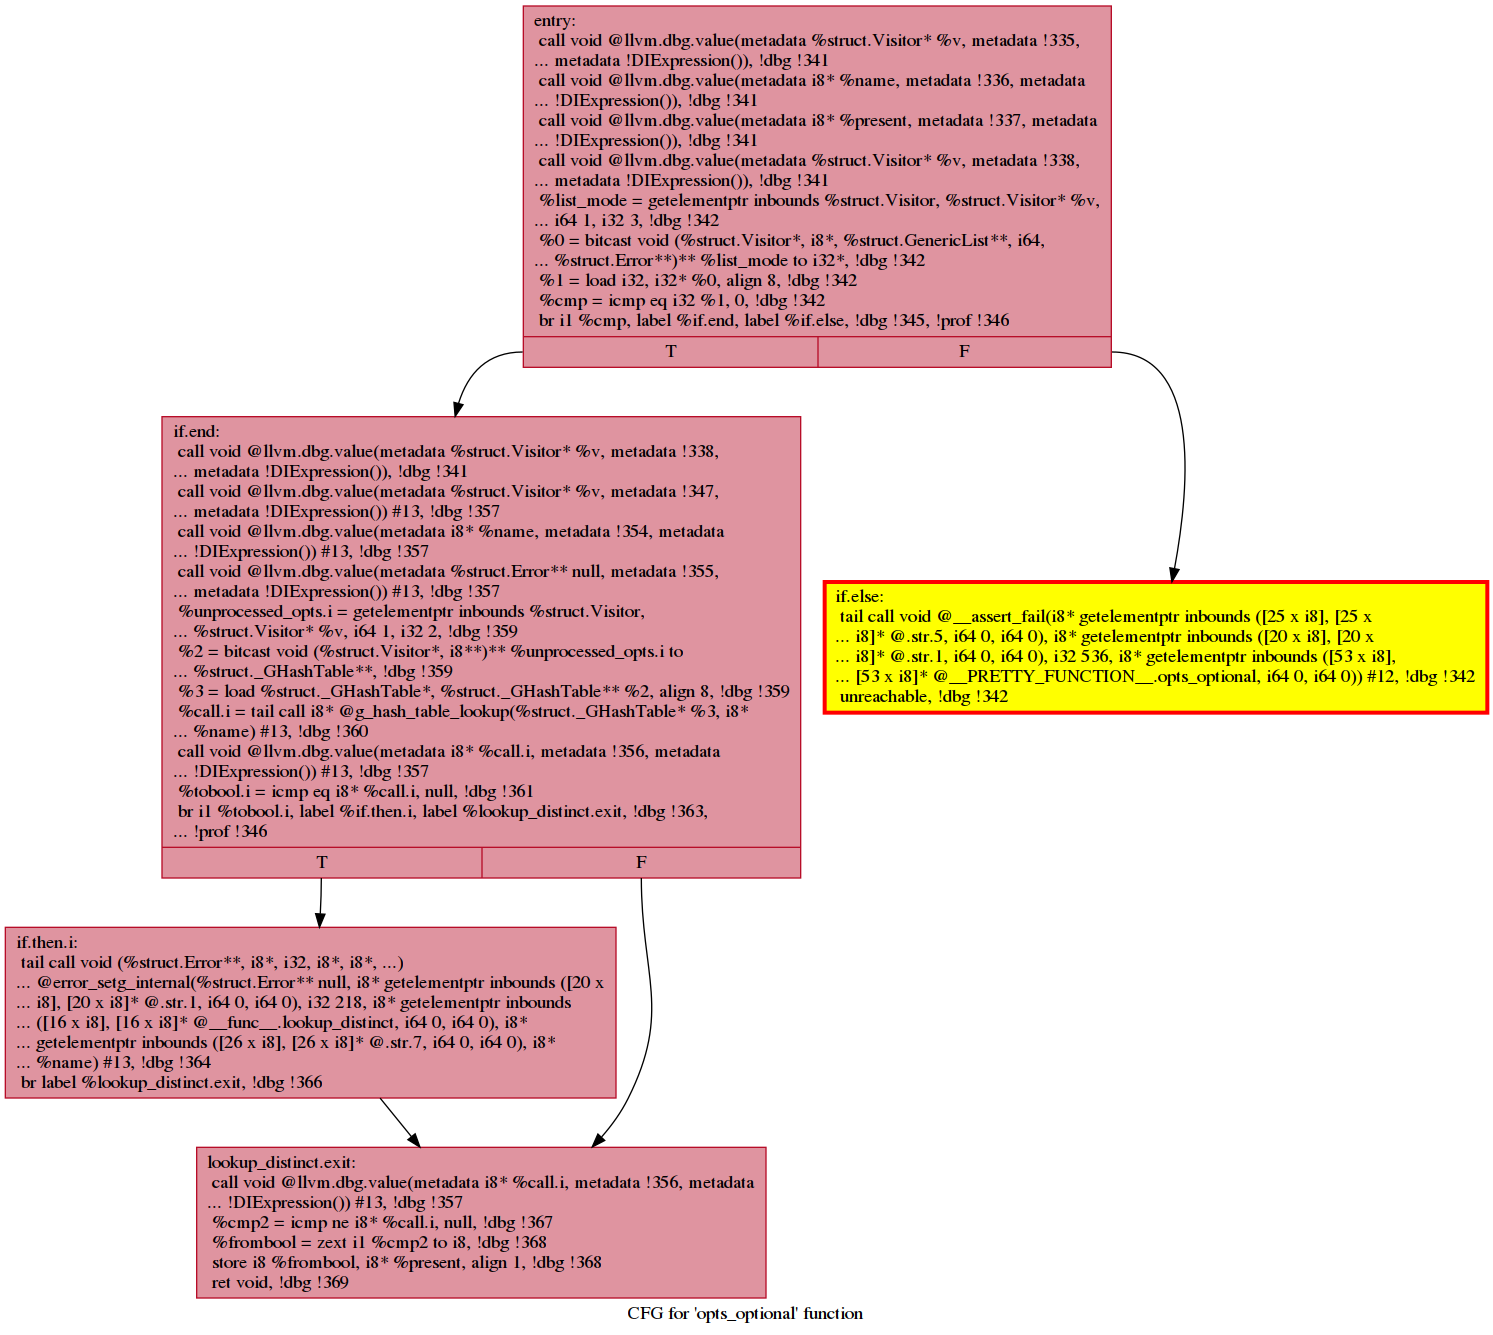 entry:
call void @llvm.dbg.value(metadata %struct.Visitor* %v, metadata !335,
... metadata !DIExpression()), !dbg !341
call void @llvm.dbg.value(metadata i8* %name, metadata !336, metadata
... !DIExpression()), !dbg !341
call void @llvm.dbg.value(metadata i8* %present, metadata !337, metadata
... !DIExpression()), !dbg !341
call void @llvm.dbg.value(metadata %struct.Visitor* %v, metadata !338,
... metadata !DIExpression()), !dbg !341
%list_mode = getelementptr inbounds %struct.Visitor, %struct.Visitor* %v,
... i64 1, i32 3, !dbg !342
%0 = bitcast void (%struct.Visitor*, i8*, %struct.GenericList**, i64,
... %struct.Error**)** %list_mode to i32*, !dbg !342
%1 = load i32, i32* %0, align 8, !dbg !342
%cmp = icmp eq i32 %1, 0, !dbg !342
br i1 %cmp, label %if.end, label %if.else, !dbg !345, !prof !346
T F
if.end:
call void @llvm.dbg.value(metadata %struct.Visitor* %v, metadata !338,
... metadata !DIExpression()), !dbg !341
call void @llvm.dbg.value(metadata %struct.Visitor* %v, metadata !347,
... metadata !DIExpression()) #13, !dbg !357
call void @llvm.dbg.value(metadata i8* %name, metadata !354, metadata
... !DIExpression()) #13, !dbg !357
call void @llvm.dbg.value(metadata %struct.Error** null, metadata !355,
... metadata !DIExpression()) #13, !dbg !357
%unprocessed_opts.i = getelementptr inbounds %struct.Visitor,
... %struct.Visitor* %v, i64 1, i32 2, !dbg !359
%2 = bitcast void (%struct.Visitor*, i8**)** %unprocessed_opts.i to
... %struct._GHashTable**, !dbg !359
%3 = load %struct._GHashTable*, %struct._GHashTable** %2, align 8, !dbg !359
%call.i = tail call i8* @g_hash_table_lookup(%struct._GHashTable* %3, i8*
... %name) #13, !dbg !360
call void @llvm.dbg.value(metadata i8* %call.i, metadata !356, metadata
... !DIExpression()) #13, !dbg !357
%tobool.i = icmp eq i8* %call.i, null, !dbg !361
br i1 %tobool.i, label %if.then.i, label %lookup_distinct.exit, !dbg !363,
... !prof !346
T F
if.else:
tail call void @__assert_fail(i8* getelementptr inbounds ([25 x i8], [25 x
... i8]* @.str.5, i64 0, i64 0), i8* getelementptr inbounds ([20 x i8], [20 x
... i8]* @.str.1, i64 0, i64 0), i32 536, i8* getelementptr inbounds ([53 x i8],
... [53 x i8]* @__PRETTY_FUNCTION__.opts_optional, i64 0, i64 0)) #12, !dbg !342
unreachable, !dbg !342
if.then.i:
tail call void (%struct.Error**, i8*, i32, i8*, i8*, ...)
... @error_setg_internal(%struct.Error** null, i8* getelementptr inbounds ([20 x
... i8], [20 x i8]* @.str.1, i64 0, i64 0), i32 218, i8* getelementptr inbounds
... ([16 x i8], [16 x i8]* @__func__.lookup_distinct, i64 0, i64 0), i8*
... getelementptr inbounds ([26 x i8], [26 x i8]* @.str.7, i64 0, i64 0), i8*
... %name) #13, !dbg !364
br label %lookup_distinct.exit, !dbg !366
lookup_distinct.exit:
call void @llvm.dbg.value(metadata i8* %call.i, metadata !356, metadata
... !DIExpression()) #13, !dbg !357
%cmp2 = icmp ne i8* %call.i, null, !dbg !367
%frombool = zext i1 %cmp2 to i8, !dbg !368
store i8 %frombool, i8* %present, align 1, !dbg !368
ret void, !dbg !369
CFG for 'opts_optional' function